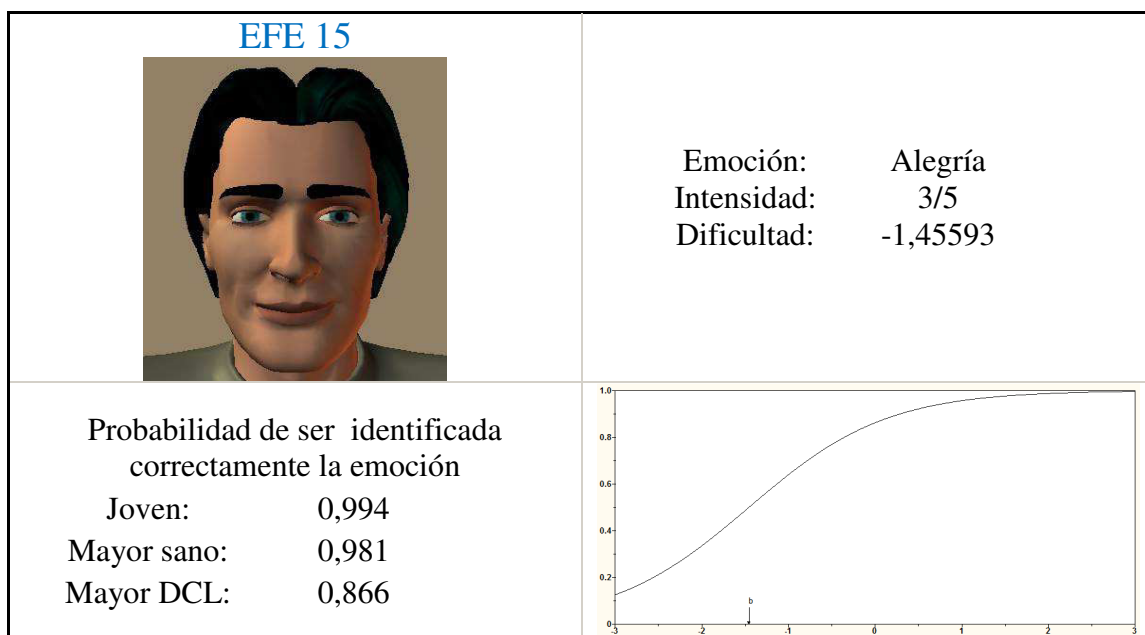 EFE 15
Emoción: Alegría
Intensidad: 3/5
Dificultad: -1,45593
Probabilidad de ser identificada
correctamente la emoción
Joven: 0,994
Mayor sano: 0,981
Mayor DCL: 0,866
1.0
0.8
0.6
0.4
0.2
0
b
-3 -2 -1 0 1 2 3